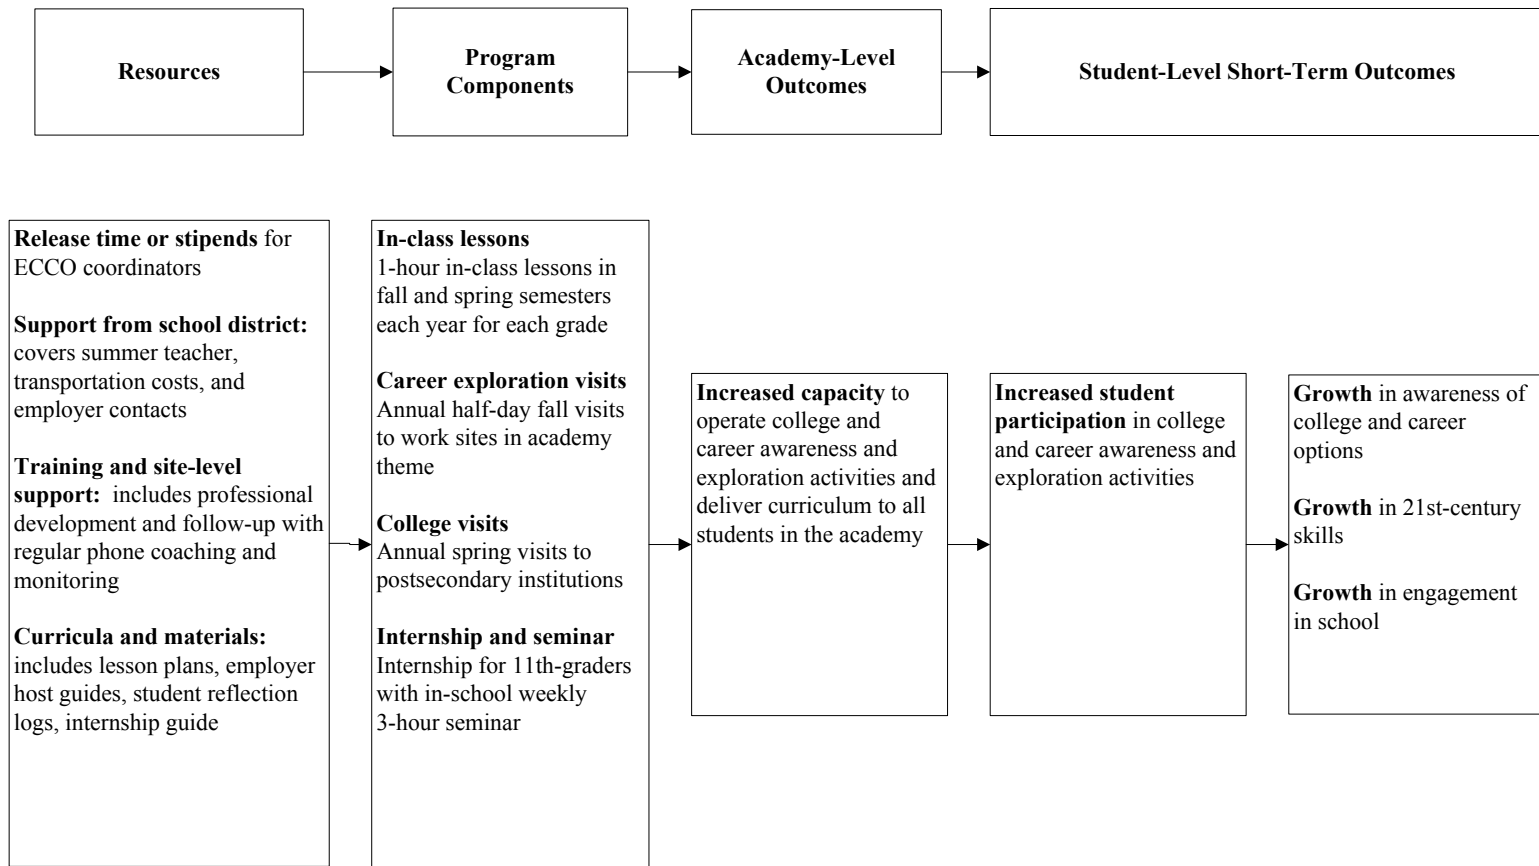 Resources
Program
Components
Academy-Level
Outcomes
Student-Level Short-Term Outcomes
Release time or stipends for
ECCO coordinators
Support from school district:
covers summer teacher,
transportation costs, and
employer contacts
Training and site-level
support:  includes professional
development and follow-up with
regular phone coaching and
monitoring
Curricula and materials:
includes lesson plans, employer
host guides, student reflection
logs, internship guide
In-class lessons
1-hour in-class lessons in
fall and spring semesters
each year for each grade
Career exploration visits
Annual half-day fall visits
to work sites in academy
theme
College visits
Annual spring visits to
postsecondary institutions
Internship and seminar
Internship for 11th-graders
with in-school weekly
3-hour seminar
Increased capacity to
operate college and
career awareness and
exploration activities and
deliver curriculum to all
students in the academy
Increased student
participation in college
and career awareness and
exploration activities
Growth in awareness of
college and career
options
Growth in 21st-century
skills
Growth in engagement
in school